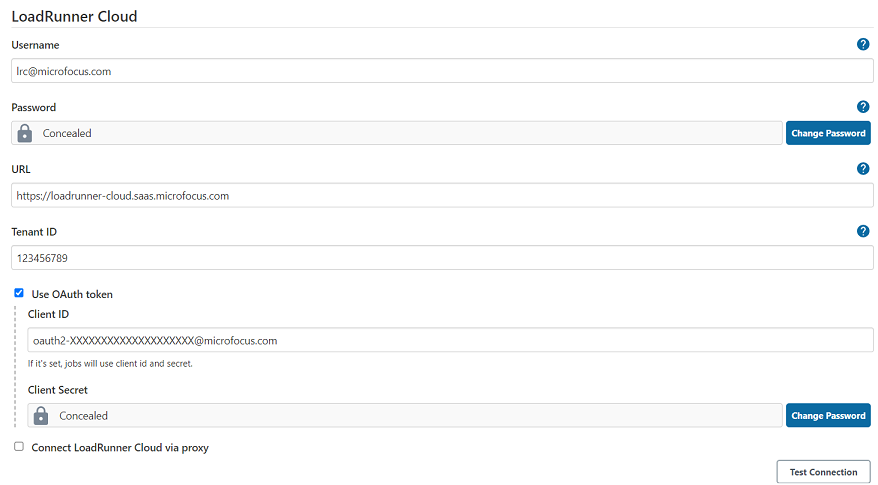 LoadRunner Cloud
Username
?
lrc@microfocus.com
Password
?
Concealed
Change Password
URL
?
https://loadrunner-cloud.saas.microfocus.com
Tenant ID
?
123456789
Use OAuth token
Client ID
oauth2-XXXXXXXXXXXXXXXXXXXX@microfocus.com
If it's set, jobs will use client id and secret.
Client Secret
Concealed
Change Password
Connect LoadRunner Cloud via proxy
Test Connection